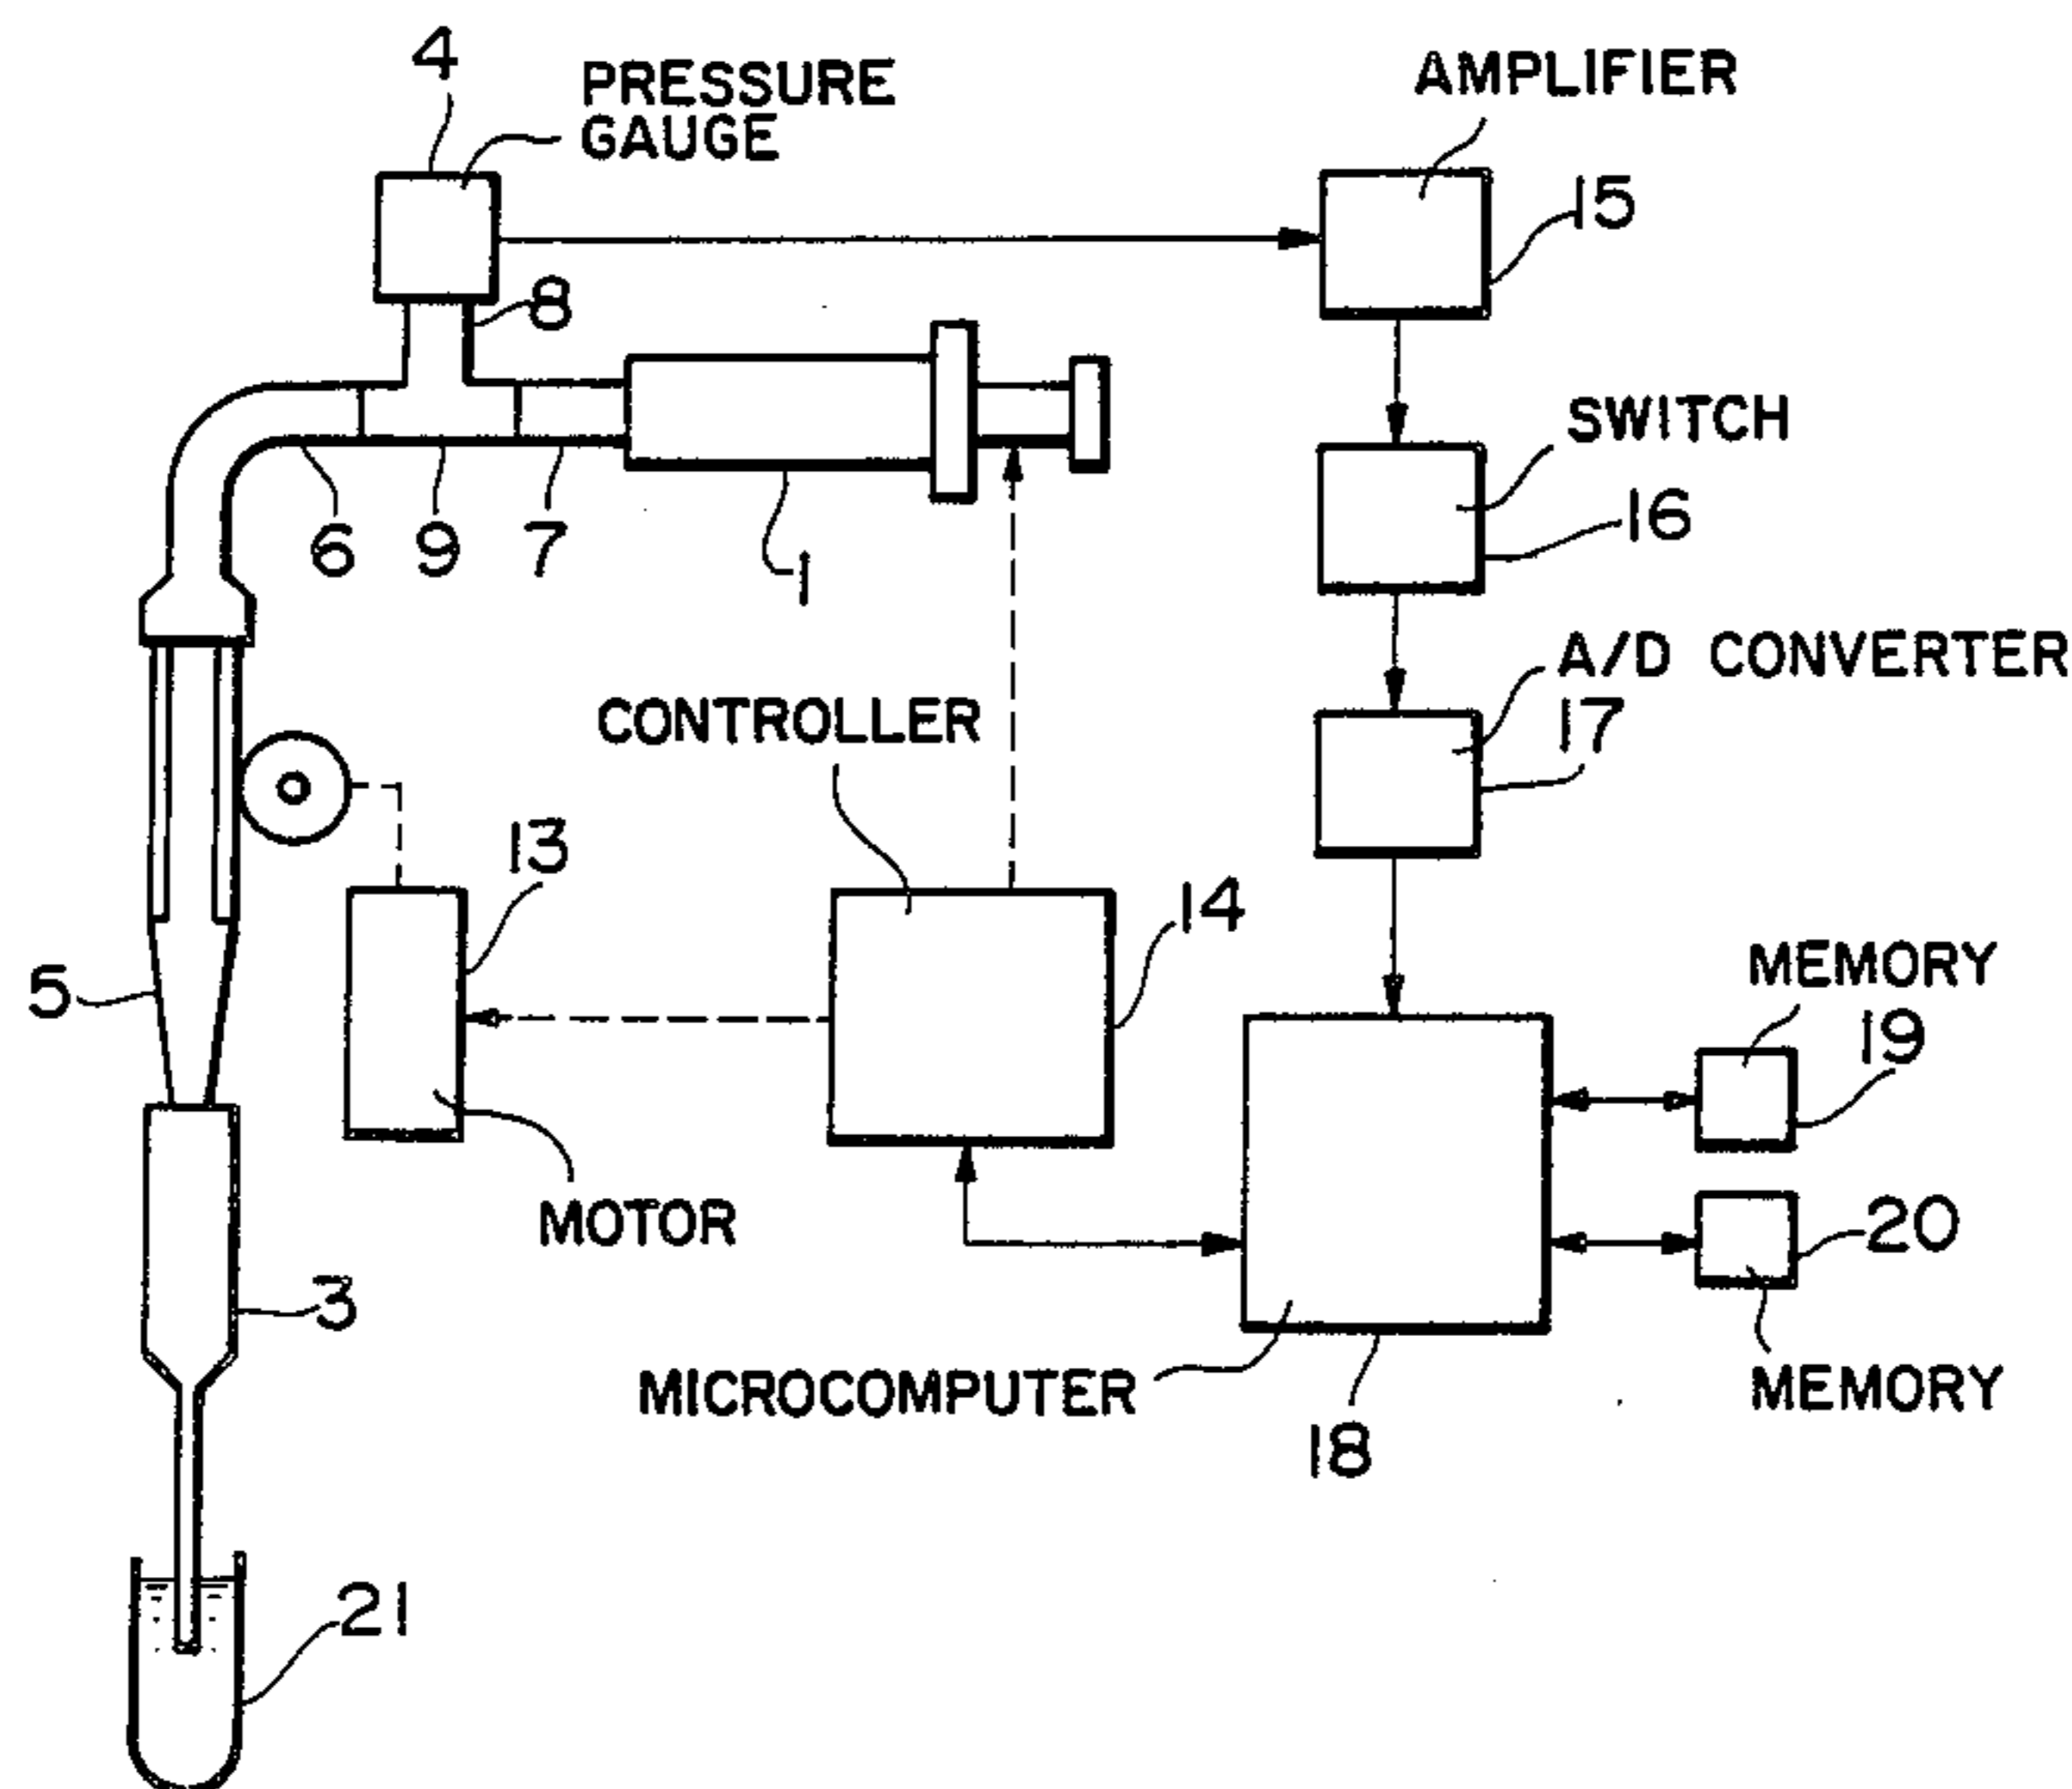 4
PRESSURE
GAUGE
AMPLIFIER
15
8
SWITCH
16
6
9
7
1
A/D CONVERTER
17
CONTROLLER
13
14
5
MEMORY
19
MOTOR
20
3
MICROCOMPUTER
MEMORY
18
21